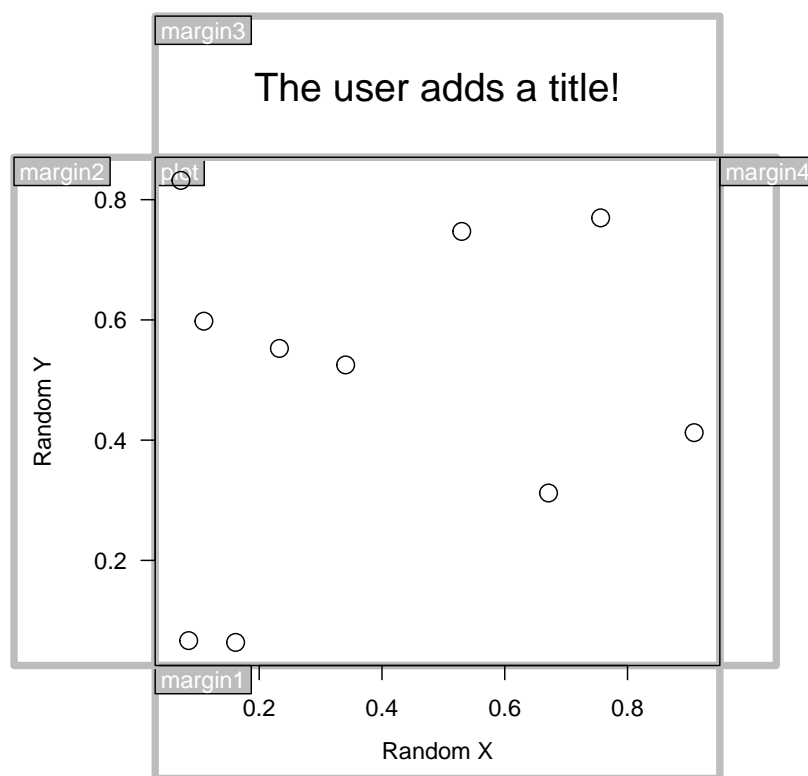 margin3
The user adds a title!
margin2
plot
margin4
0.8
0.6
0.4
0.2
Random Y
margin1
0.2 0.4 0.6 0.8
Random X